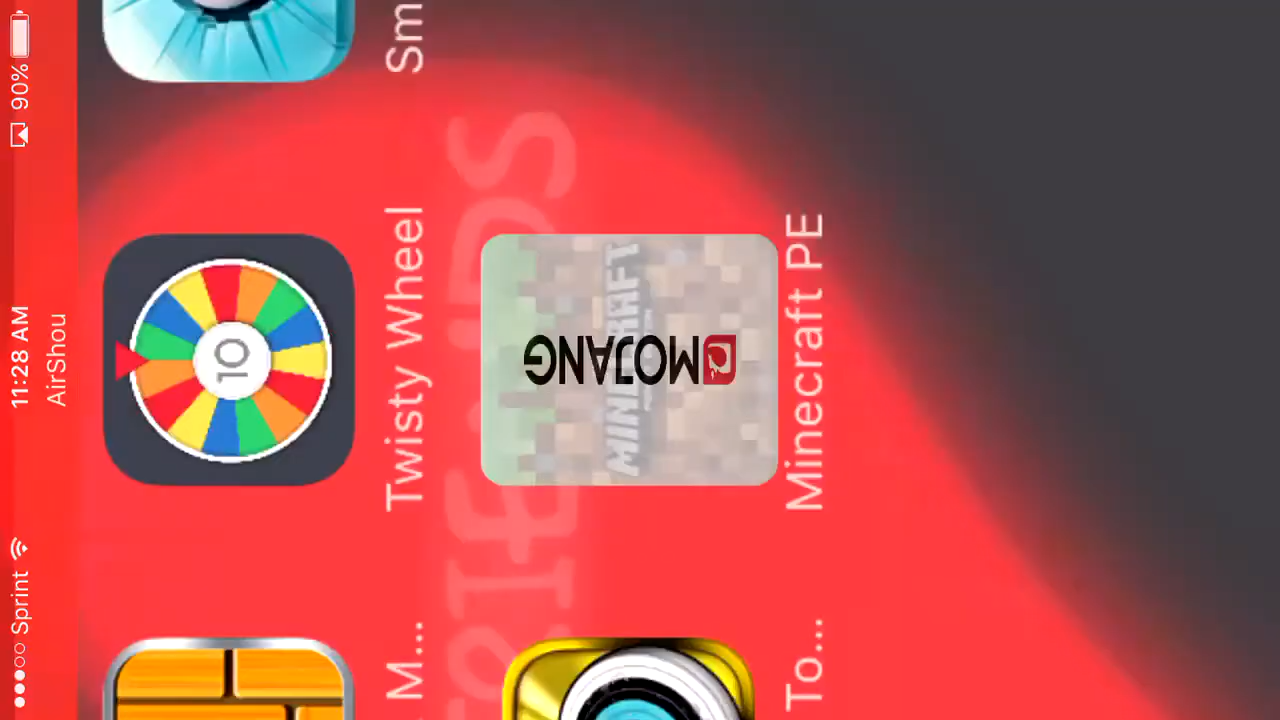 ●●●○○ Sprint 11:28 AM 90%
AirShou
10
M... Twisty Wheel Sm
MINECRAFT
MOJANG
To... Minecraft PE